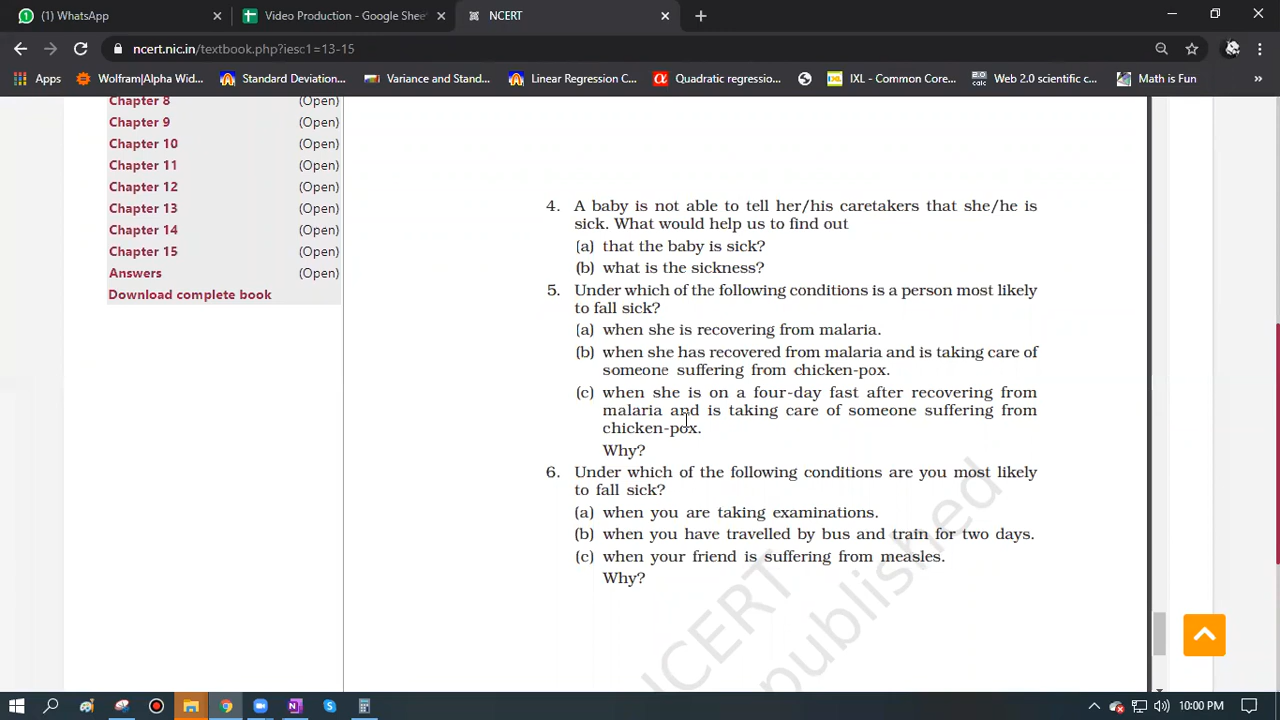 (1) WhatsApp
Video Production - Google Sheet
NCERT
ncert.nic.in/textbook.php?iesc1=13-15
Apps
Wolfram|Alpha Wid...
Standard Deviation...
Variance and Stand...
Linear Regression C...
Quadratic regressio...
IXL - Common Core...
Web 2.0 scientific c...
Math is Fun
»
Chapter 8 (Open)
Chapter 9 (Open)
Chapter 10 (Open)
Chapter 11 (Open)
Chapter 12 (Open)
Chapter 13 (Open)
Chapter 14 (Open)
Chapter 15 (Open)
Answers (Open)
Download complete book
4. A baby is not able to tell her/his caretakers that she/he is
sick. What would help us to find out
(a) that the baby is sick?
(b) what is the sickness?
5. Under which of the following conditions is a person most likely
to fall sick?
(a) when she is recovering from malaria.
(b) when she has recovered from malaria and is taking care of
someone suffering from chicken-pox.
(c) when she is on a four-day fast after recovering from
malaria and is taking care of someone suffering from
chicken-pox.
Why?
6. Under which of the following conditions are you most likely
to fall sick?
(a) when you are taking examinations.
(b) when you have travelled by bus and train for two days.
(c) when your friend is suffering from measles.
Why?
NCERT
published
10:00 PM